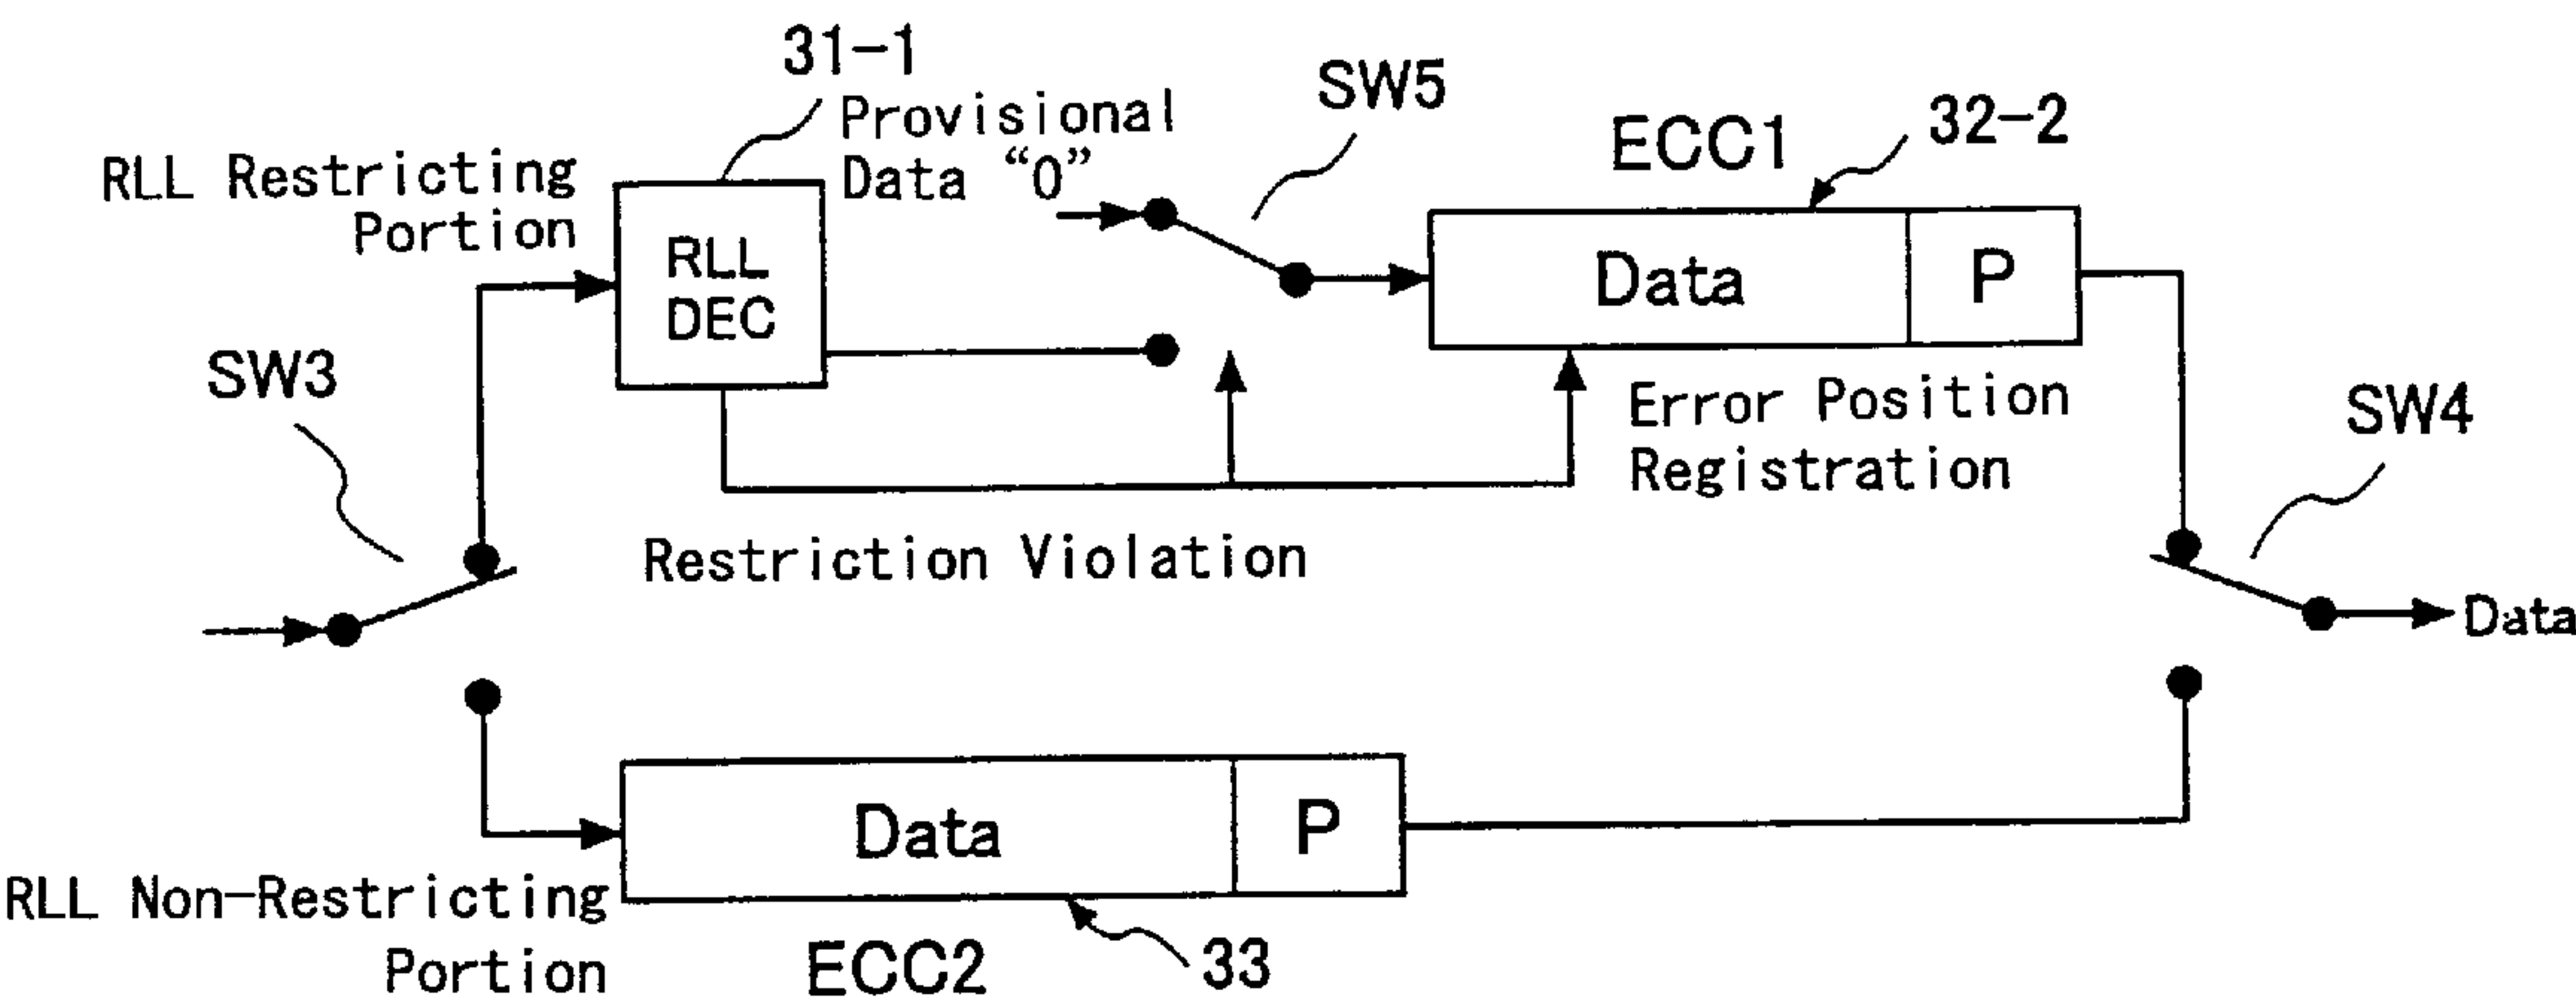 31-1
Provisional
Data “0”
SW5
ECC1
32-2
RLL Restricting
Portion
RLL
DEC
Data
P
SW3
Error Position
Registration
SW4
Restriction Violation
Data
Data
P
RLL Non-Restricting
Portion
ECC2
33